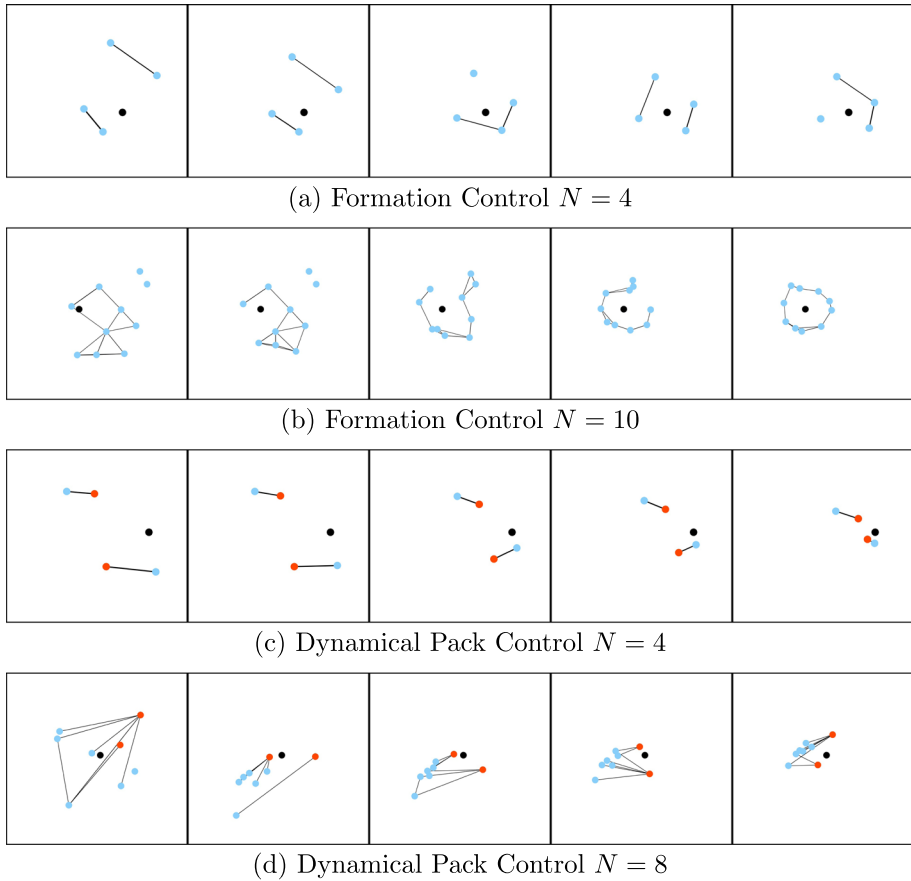 (a) Formation Control N = 4
(b) Formation Control N = 10
(c) Dynamical Pack Control N = 4
(d) Dynamical Pack Control N = 8